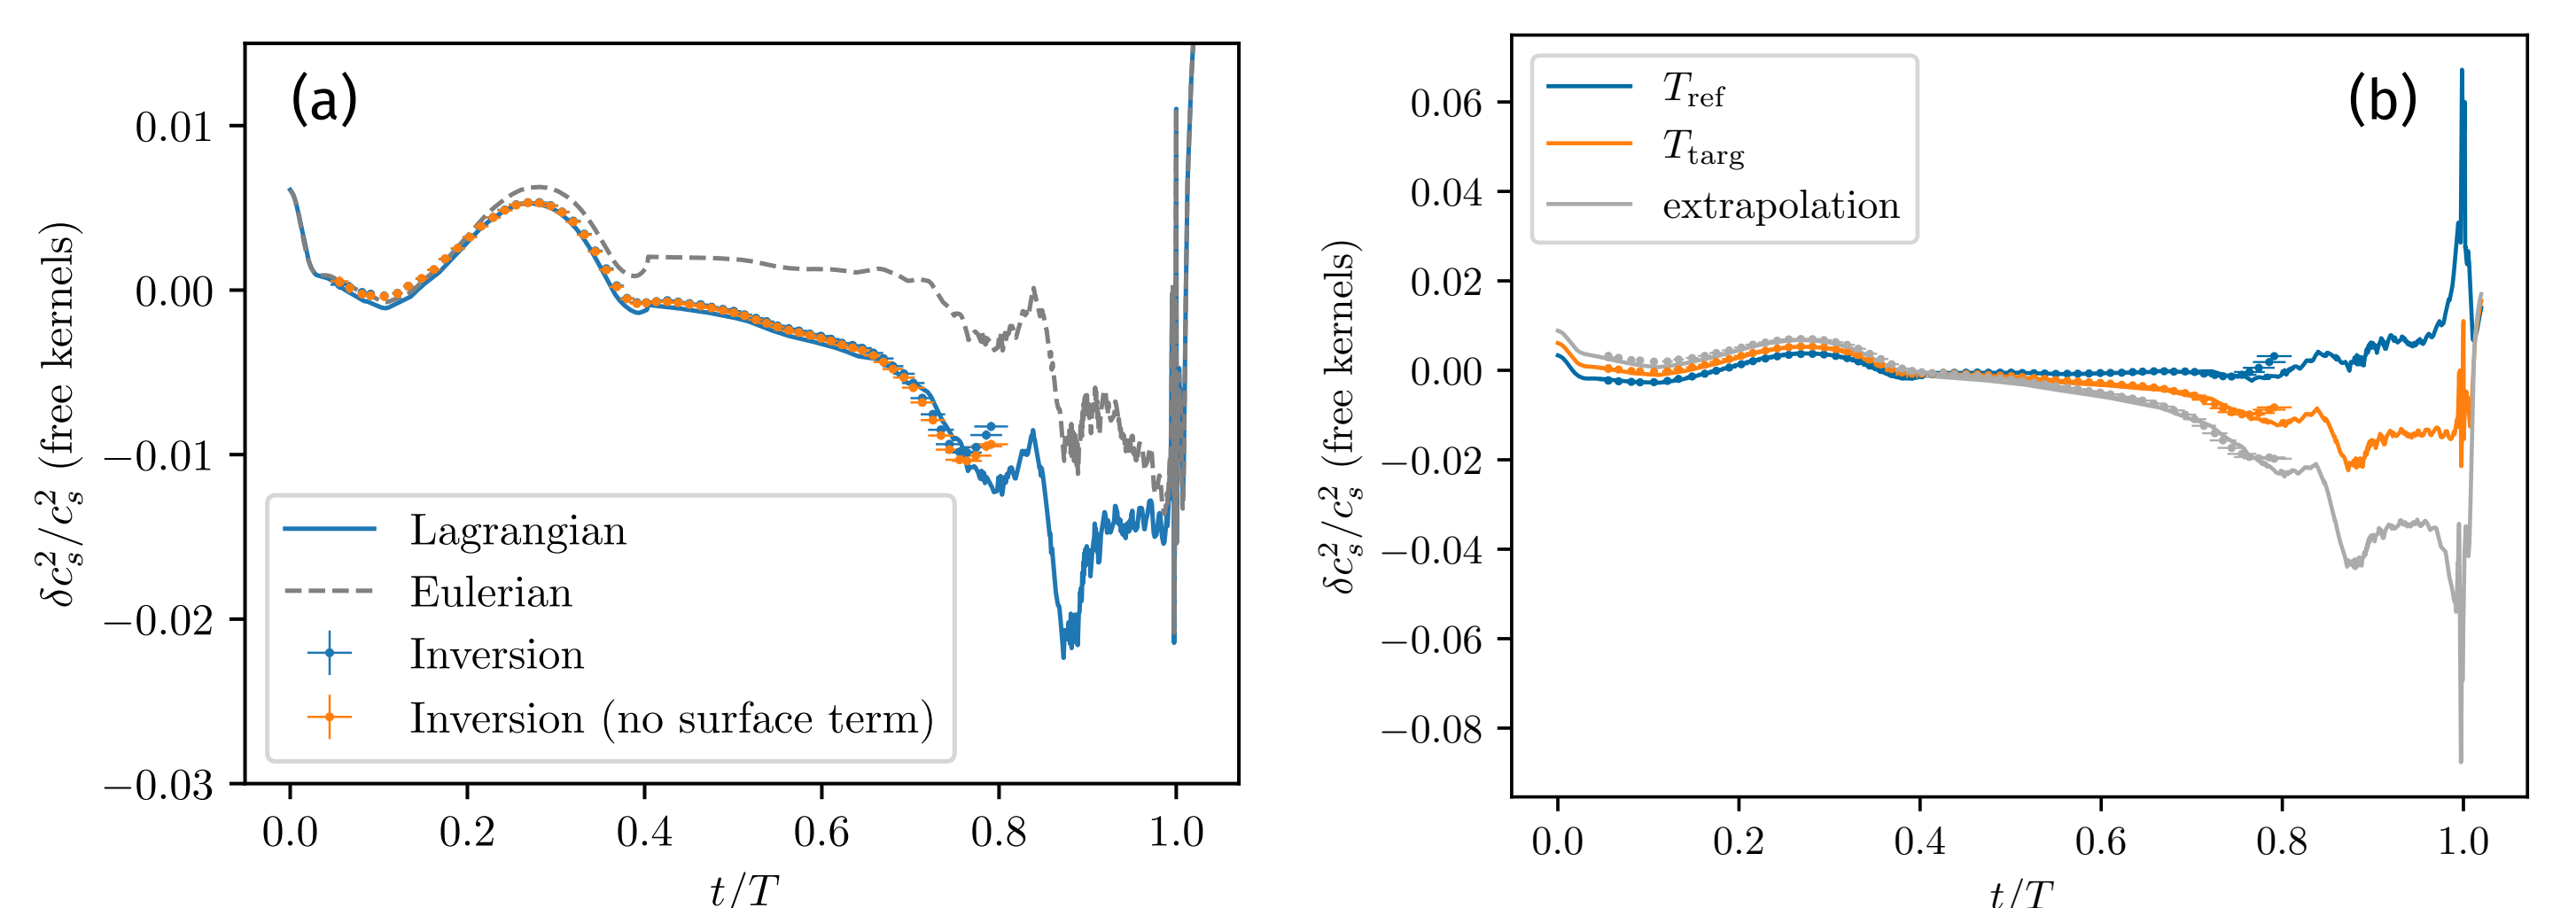 (a)
0.01
0.00
−0.01
−0.02
−0.03
δc_s^2/c_s^2 (free kernels)
Lagrangian
Eulerian
Inversion
Inversion (no surface term)
0.0 0.2 0.4 0.6 0.8 1.0
t/T
(b)
T_ref
T_targ
extrapolation
0.06
0.04
0.02
0.00
−0.02
−0.04
−0.06
−0.08
δc_s^2/c_s^2 (free kernels)
0.0 0.2 0.4 0.6 0.8 1.0
t/T